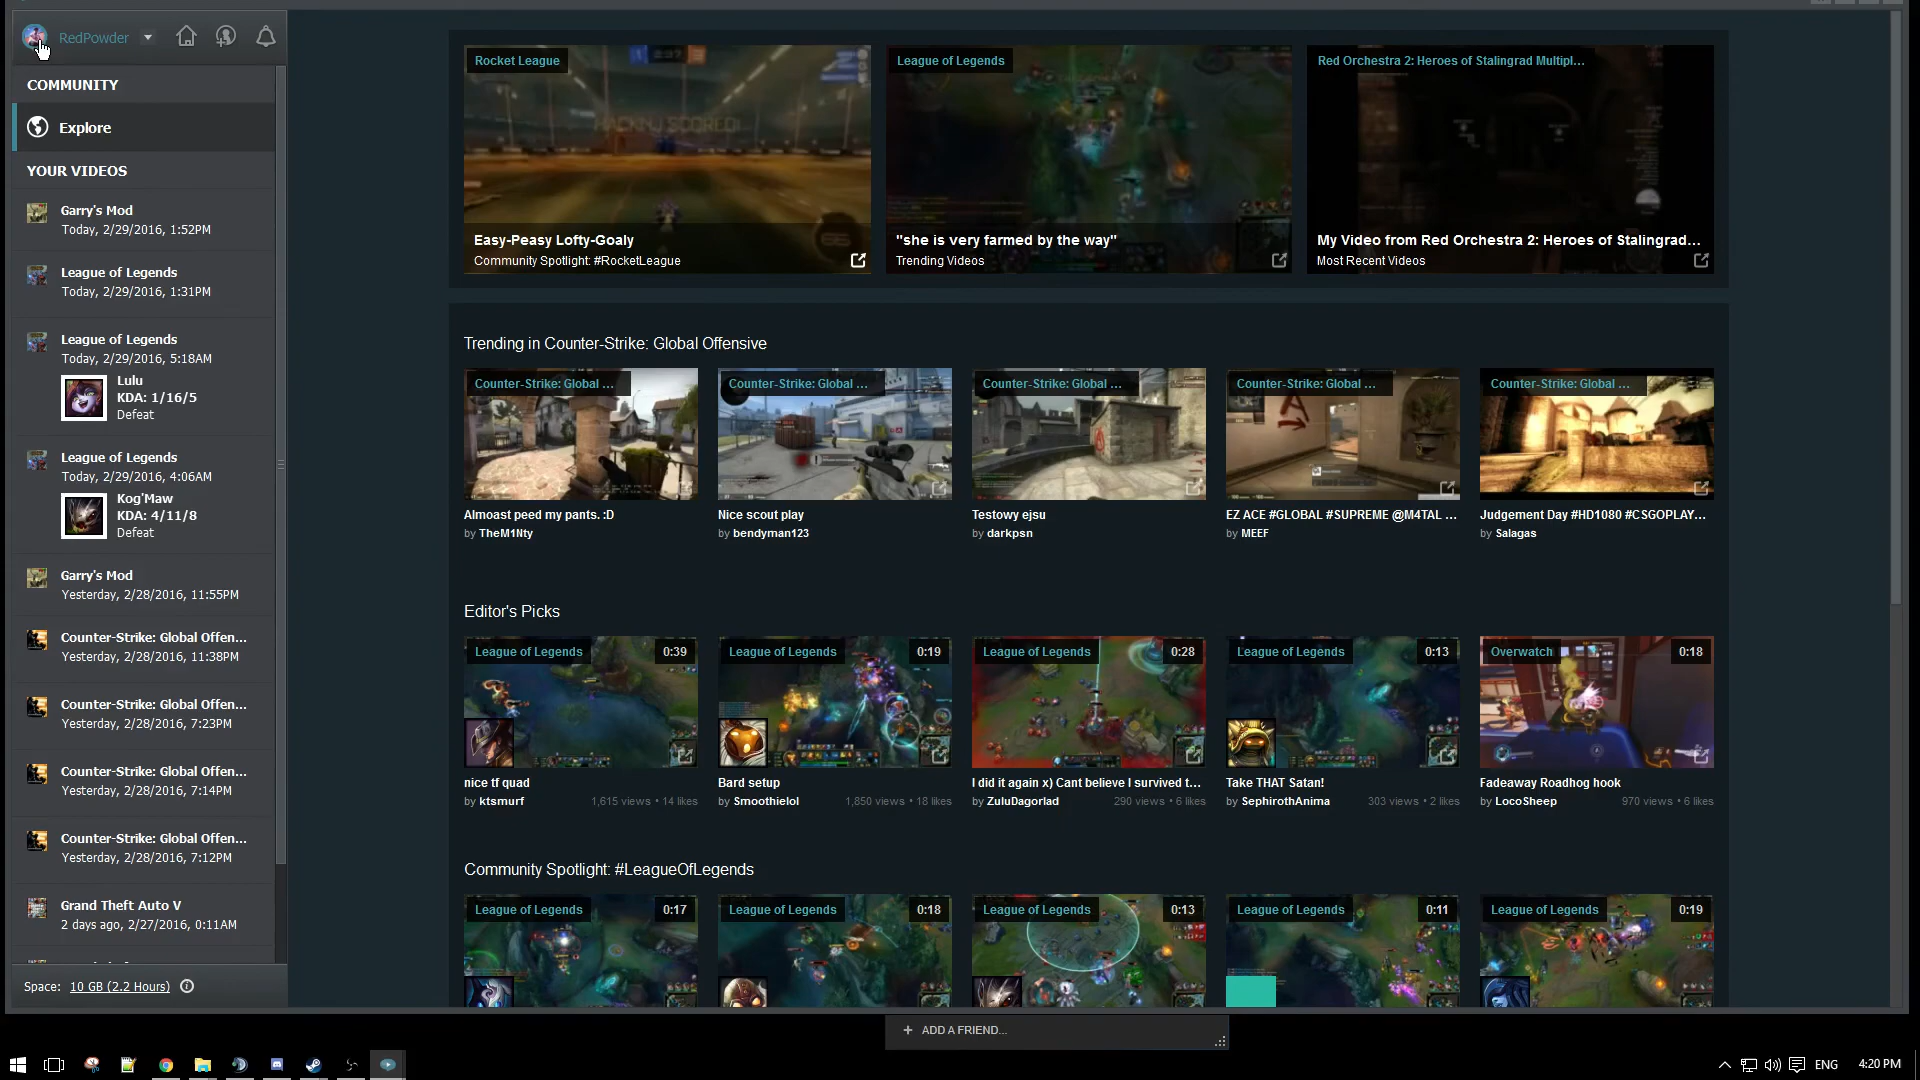 RedPowder
COMMUNITY
Explore
YOUR VIDEOS
Garry's Mod
Today, 2/29/2016, 1:52PM
League of Legends
Today, 2/29/2016, 1:31PM
League of Legends
Today, 2/29/2016, 5:18AM
Lulu
KDA: 1/16/5
Defeat
League of Legends
Today, 2/29/2016, 4:06AM
Kog'Maw
KDA: 4/11/8
Defeat
Garry's Mod
Yesterday, 2/28/2016, 11:55PM
Counter-Strike: Global Offen...
Yesterday, 2/28/2016, 11:38PM
Counter-Strike: Global Offen...
Yesterday, 2/28/2016, 7:23PM
Counter-Strike: Global Offen...
Yesterday, 2/28/2016, 7:14PM
Counter-Strike: Global Offen...
Yesterday, 2/28/2016, 7:12PM
Grand Theft Auto V
2 days ago, 2/27/2016, 0:11AM
Space: 10 GB (2.2 Hours)
Rocket League
2:37
HACKNJ SCORED!
Easy-Peasy Lofty-Goaly
Community Spotlight: #RocketLeague
League of Legends
"she is very farmed by the way"
Trending Videos
Red Orchestra 2: Heroes of Stalingrad Multipl...
My Video from Red Orchestra 2: Heroes of Stalingrad...
Most Recent Videos
Trending in Counter-Strike: Global Offensive
Counter-Strike: Global ...
Almoast peed my pants. :D
by TheM1Nty
Counter-Strike: Global ...
Nice scout play
by bendyman123
Counter-Strike: Global ...
Testowy ejsu
by darkpsn
Counter-Strike: Global ...
EZ ACE #GLOBAL #SUPREME @M4TAL ...
by MEEF
Counter-Strike: Global ...
Judgement Day #HD1080 #CSGOPLAY...
by Salagas
Editor's Picks
League of Legends 0:39
nice tf quad
by ktsmurf 1,615 views • 14 likes
League of Legends 0:19
Bard setup
by Smoothielol 1,850 views • 18 likes
League of Legends 0:28
I did it again x) Cant believe I survived t...
by ZuluDagorlad 290 views • 6 likes
League of Legends 0:13
Take THAT Satan!
by SephirothAnima 303 views • 2 likes
Overwatch 0:18
Fadeaway Roadhog hook
by LocoSheep 970 views • 6 likes
Community Spotlight: #LeagueOfLegends
League of Legends 0:17
League of Legends 0:18
League of Legends 0:13
League of Legends 0:11
League of Legends 0:19
+ ADD A FRIEND...
ENG 4:20 PM